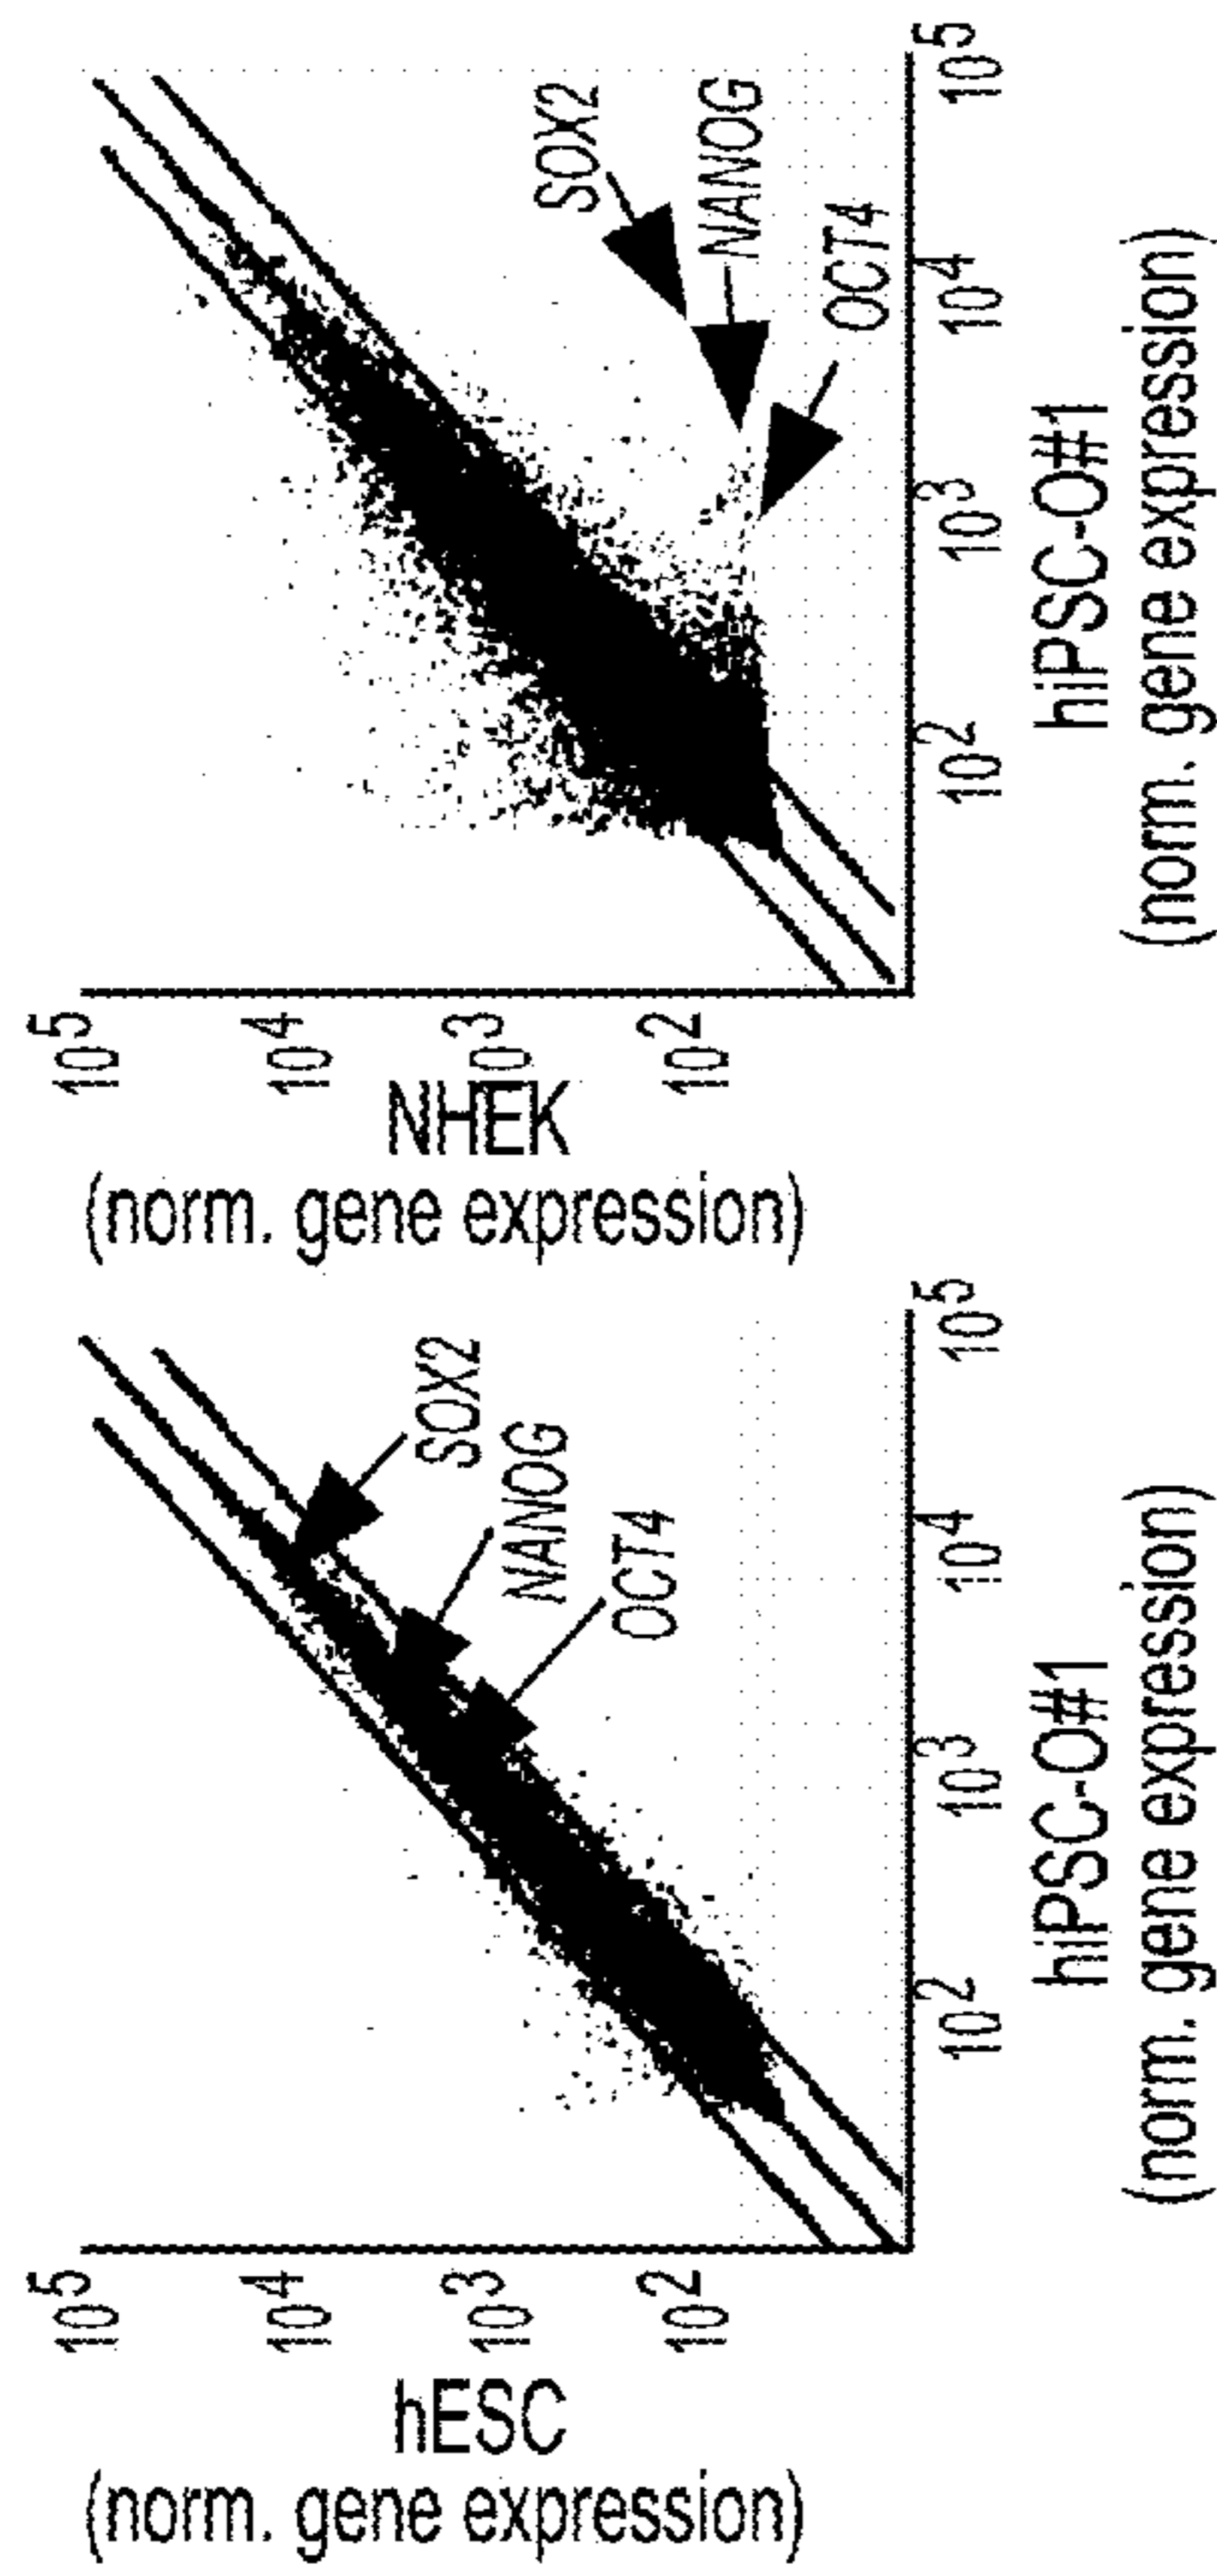 hESC
(norm. gene expression)
10^5
10^4
10^3
10^2
SOX2
NANOG
OCT4
10^2
10^3
10^4
10^5
hiPSC-O#1
(norm. gene expression)
NHEK
(norm. gene expression)
10^5
10^4
10^3
10^2
SOX2
NANOG
OCT4
10^2
10^3
10^4
10^5
hiPSC-O#1
(norm. gene expression)